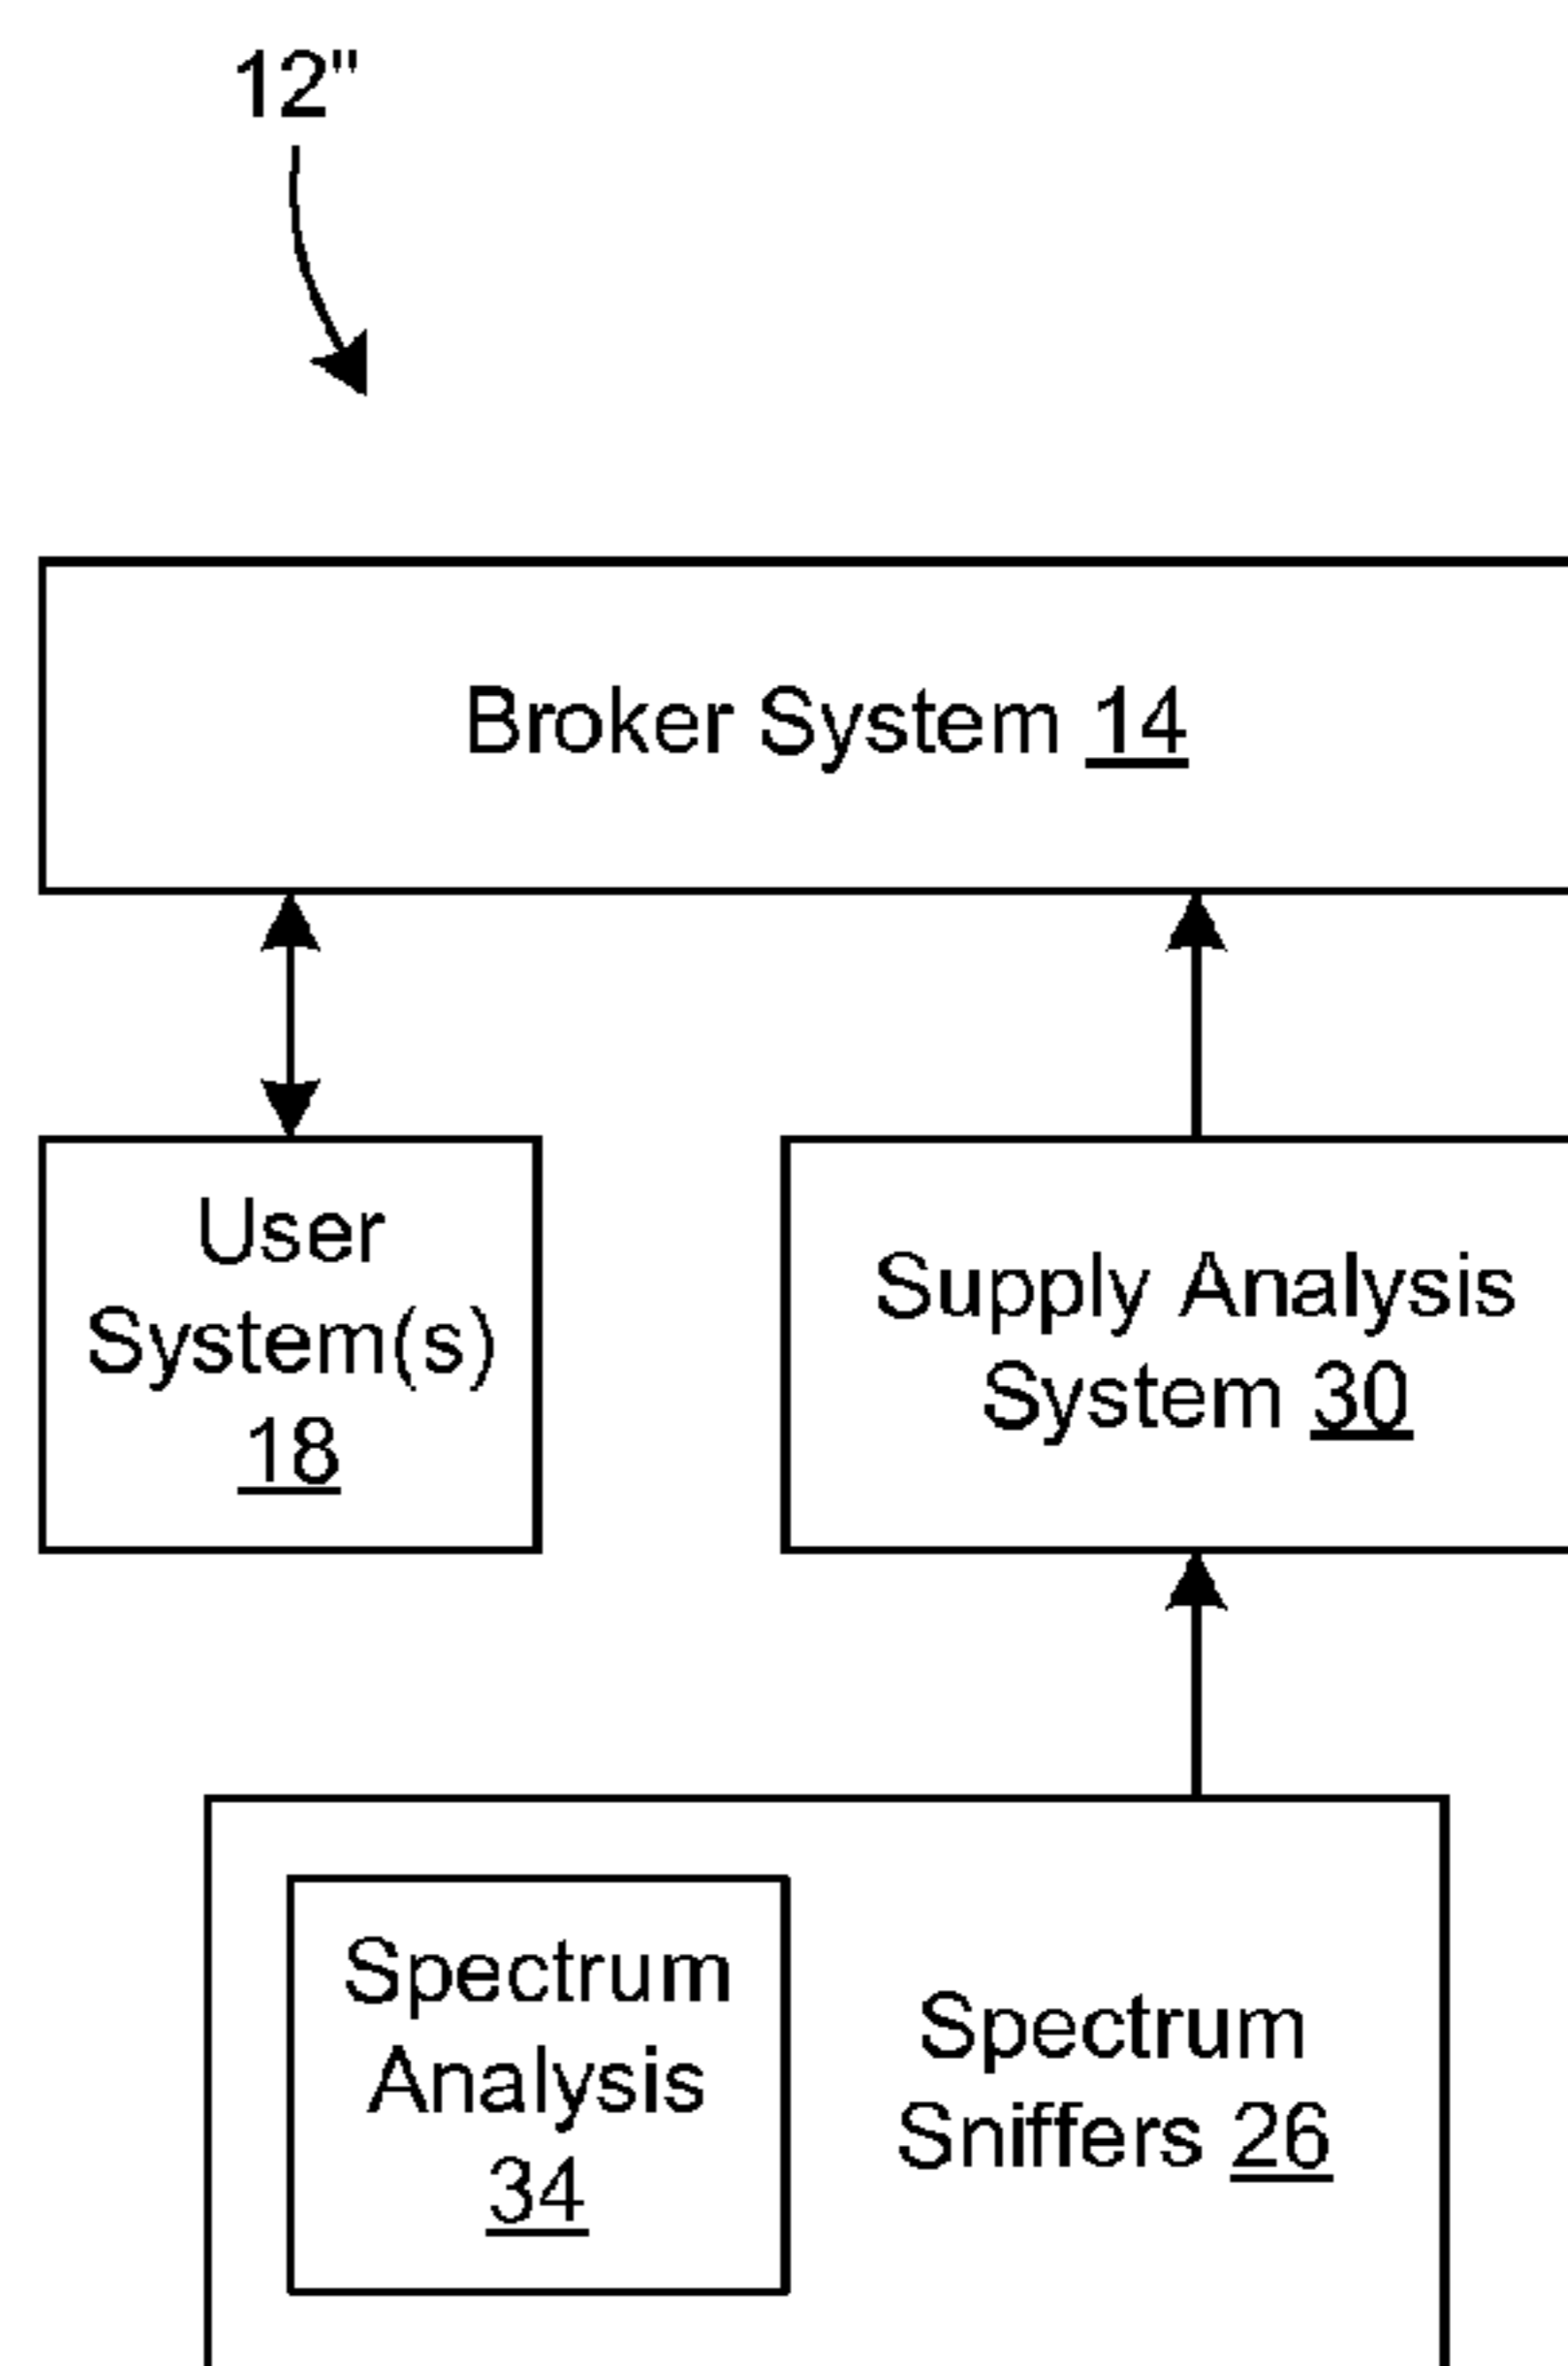 12"
Broker System 14
User
System(s)
18
Supply Analysis
System 30
Spectrum
Analysis
34
Spectrum
Sniffers 26